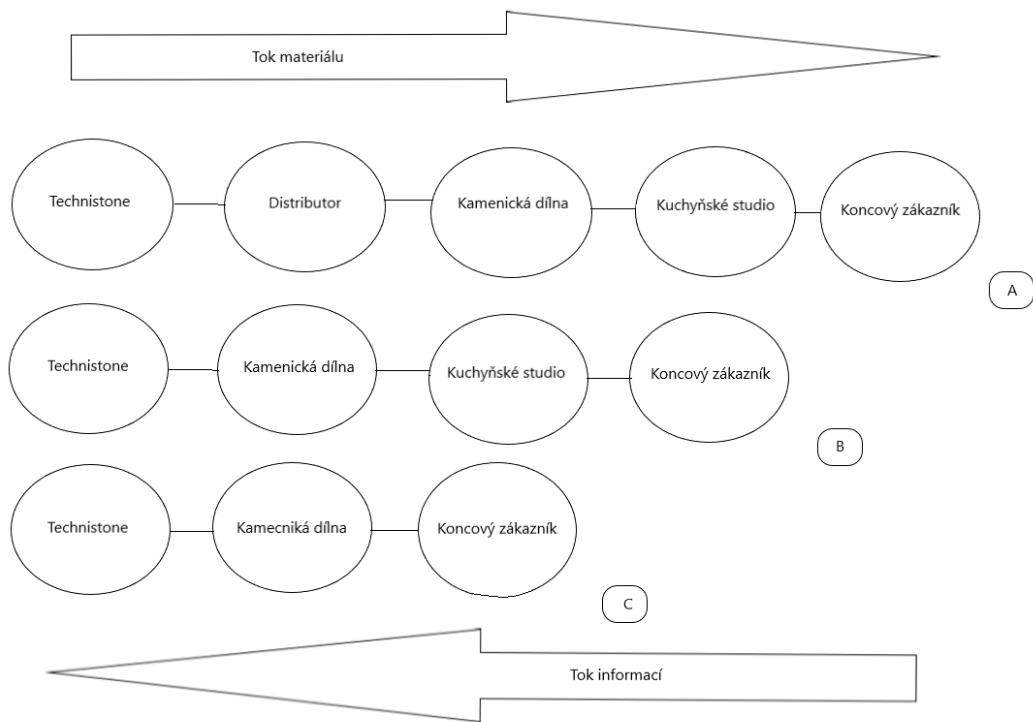 Tok materiálu
Technistone
Distributor
Kamenická dílna
Kuchyňské studio
Koncový zákazník
A
Technistone
Kamenická dílna
Kuchyňské studio
Koncový zákazník
B
Technistone
Kamecniká dílna
Koncový zákazník
C
Tok informací